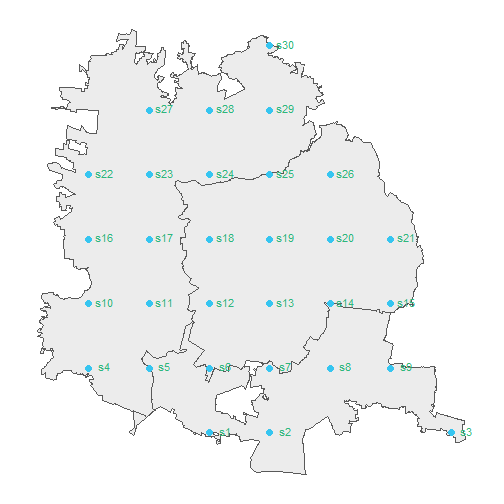 s30
s27 s28 s29
s22 s23 s24 s25 s26
s16 s17 s18 s19 s20 s21
s10 s11 s12 s13 s14 s15
s4 s5 s6 s7 s8 s9
s1 s2 s3